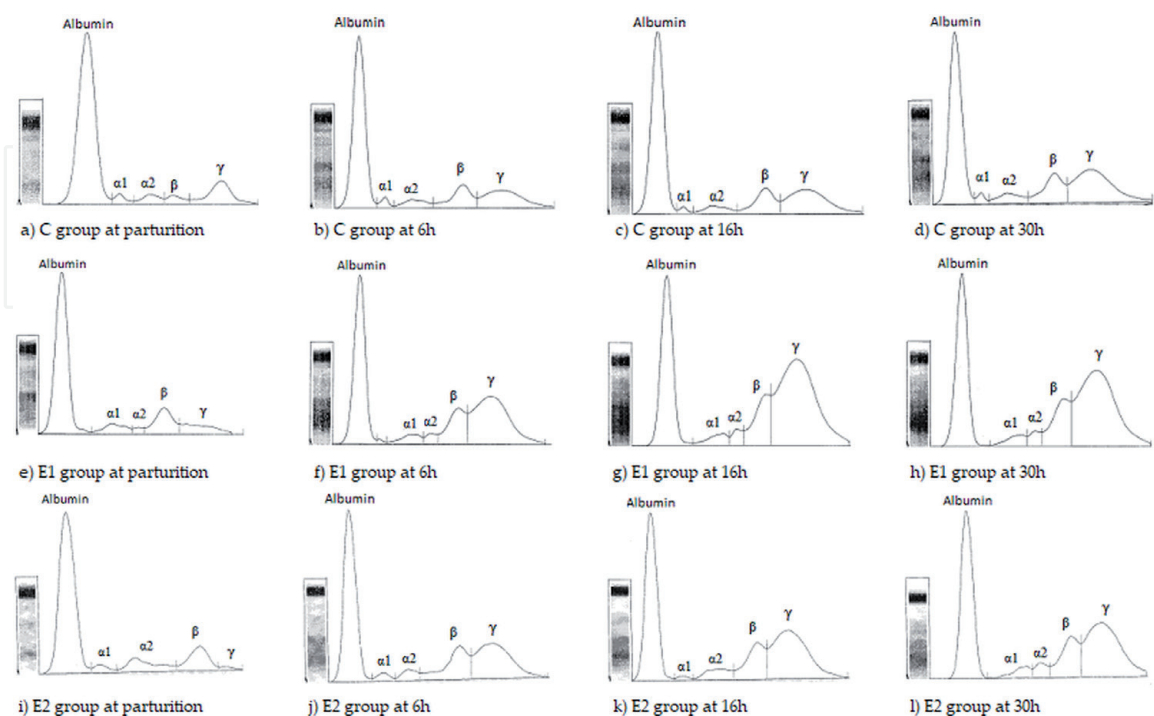 Albumin
α1 α2 β γ
a) C group at parturition
Albumin
α1 α2 β γ
b) C group at 6h
Albumin
α1 α2 β γ
c) C group at 16h
Albumin
α1 α2 β γ
d) C group at 30h
Albumin
α1 α2 β γ
e) E1 group at parturition
Albumin
α1 α2 β γ
f) E1 group at 6h
Albumin
α1 α2 β γ
g) E1 group at 16h
Albumin
α1 α2 β γ
h) E1 group at 30h
Albumin
α1 α2 β γ
i) E2 group at parturition
Albumin
α1 α2 β γ
j) E2 group at 6h
Albumin
α1 α2 β γ
k) E2 group at 16h
Albumin
α1 α2 β γ
l) E2 group at 30h